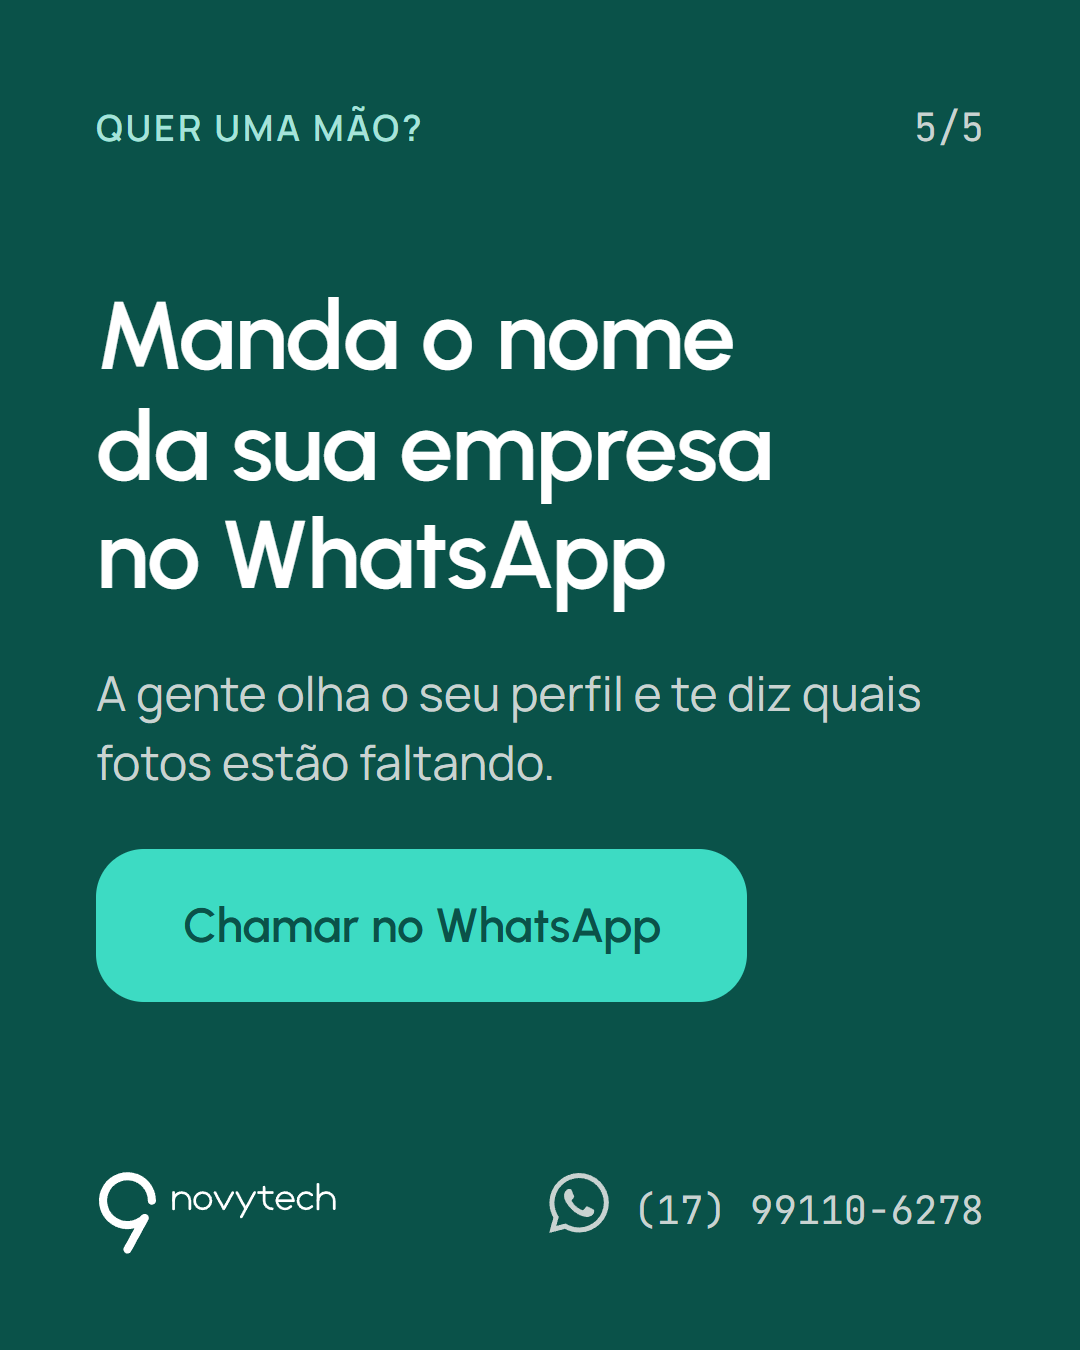 QUER UMA MÃO?
5/5
Manda o nome
da sua empresa
no WhatsApp
A gente olha o seu perfil e te diz quais
fotos estão faltando.
Chamar no WhatsApp
novytech
(17) 99110-6278